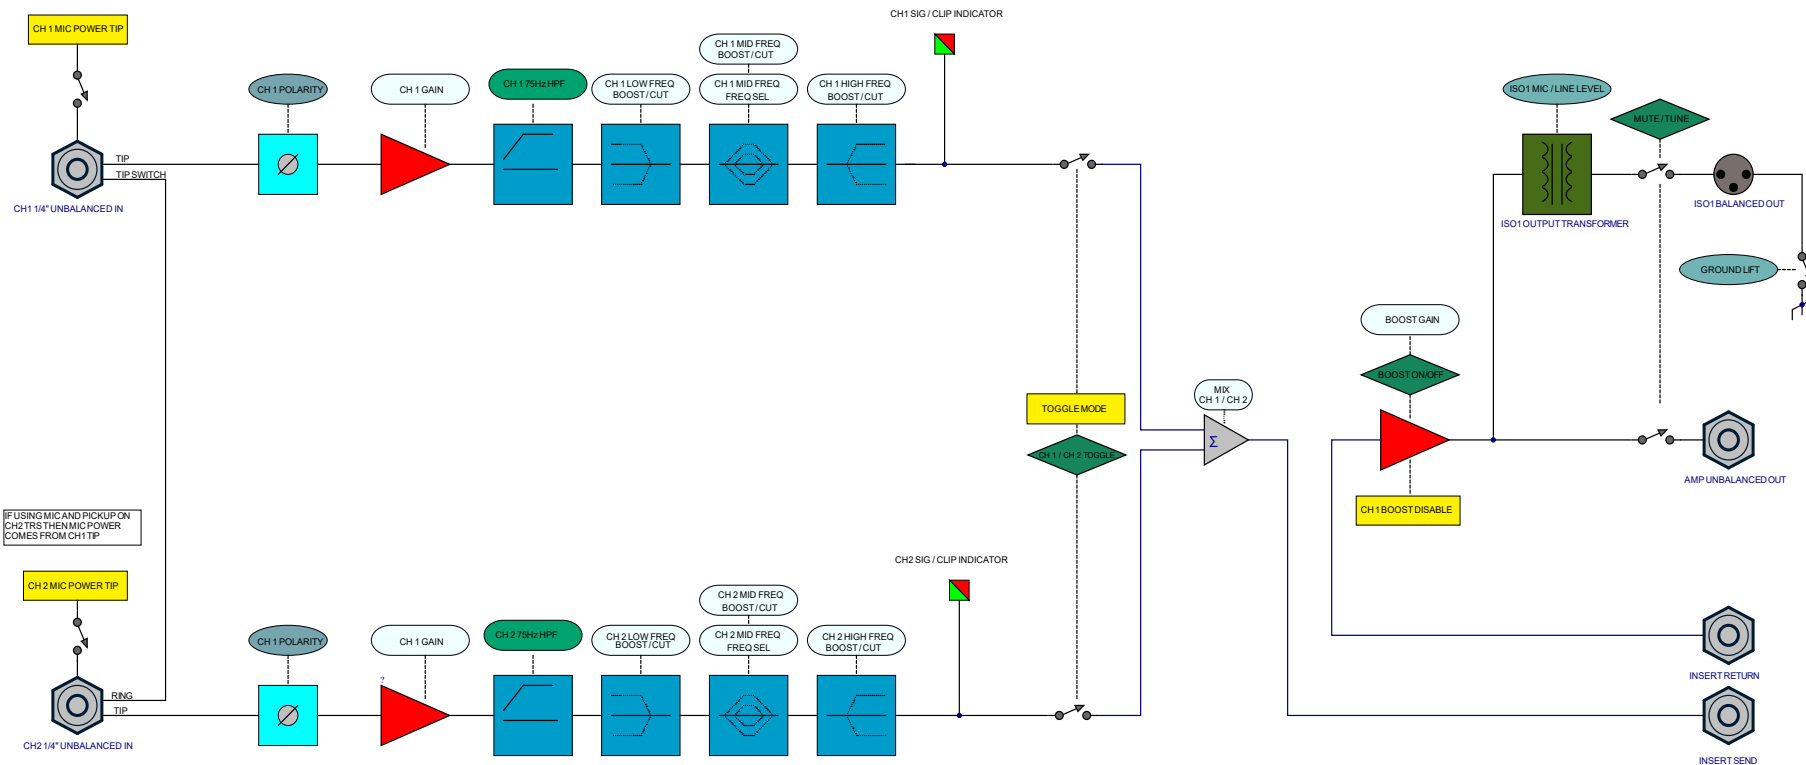 CH1 SIG / CLIP INDICATOR
CH 1 MIC POWER TIP
CH 1 POLARITY
CH 1 GAIN
CH 1 75Hz HPF
CH 1 LOW FREQ
BOOST / CUT
CH 1 MID FREQ
BOOST / CUT
CH 1 MID FREQ
FREQ SEL
CH 1 HIGH FREQ
BOOST / CUT
TIP
TIP SWITCH
CH1 1/4" UNBALANCED IN
ISO1 MIC / LINE LEVEL
MUTE / TUNE
ISO1 OUTPUT TRANSFORMER
ISO1 BALANCED OUT
GROUND LIFT
BOOST GAIN
BOOST ON/OFF
CH 1 BOOST DISABLE
MIX
CH 1 / CH 2
Σ
TOGGLE MODE
CH 1 / CH 2 TOGGLE
AMP UNBALANCED OUT
IF USING MIC AND PICKUP ON
CH2 TRS THEN MIC POWER
COMES FROM CH1 TIP
CH2 SIG / CLIP INDICATOR
CH 2 MIC POWER TIP
CH 1 POLARITY
CH 1 GAIN
?
CH 2 75Hz HPF
CH 2 LOW FREQ
BOOST / CUT
CH 2 MID FREQ
BOOST / CUT
CH 2 MID FREQ
FREQ SEL
CH 2 HIGH FREQ
BOOST / CUT
RING
TIP
CH2 1/4" UNBALANCED IN
INSERT RETURN
INSERT SEND